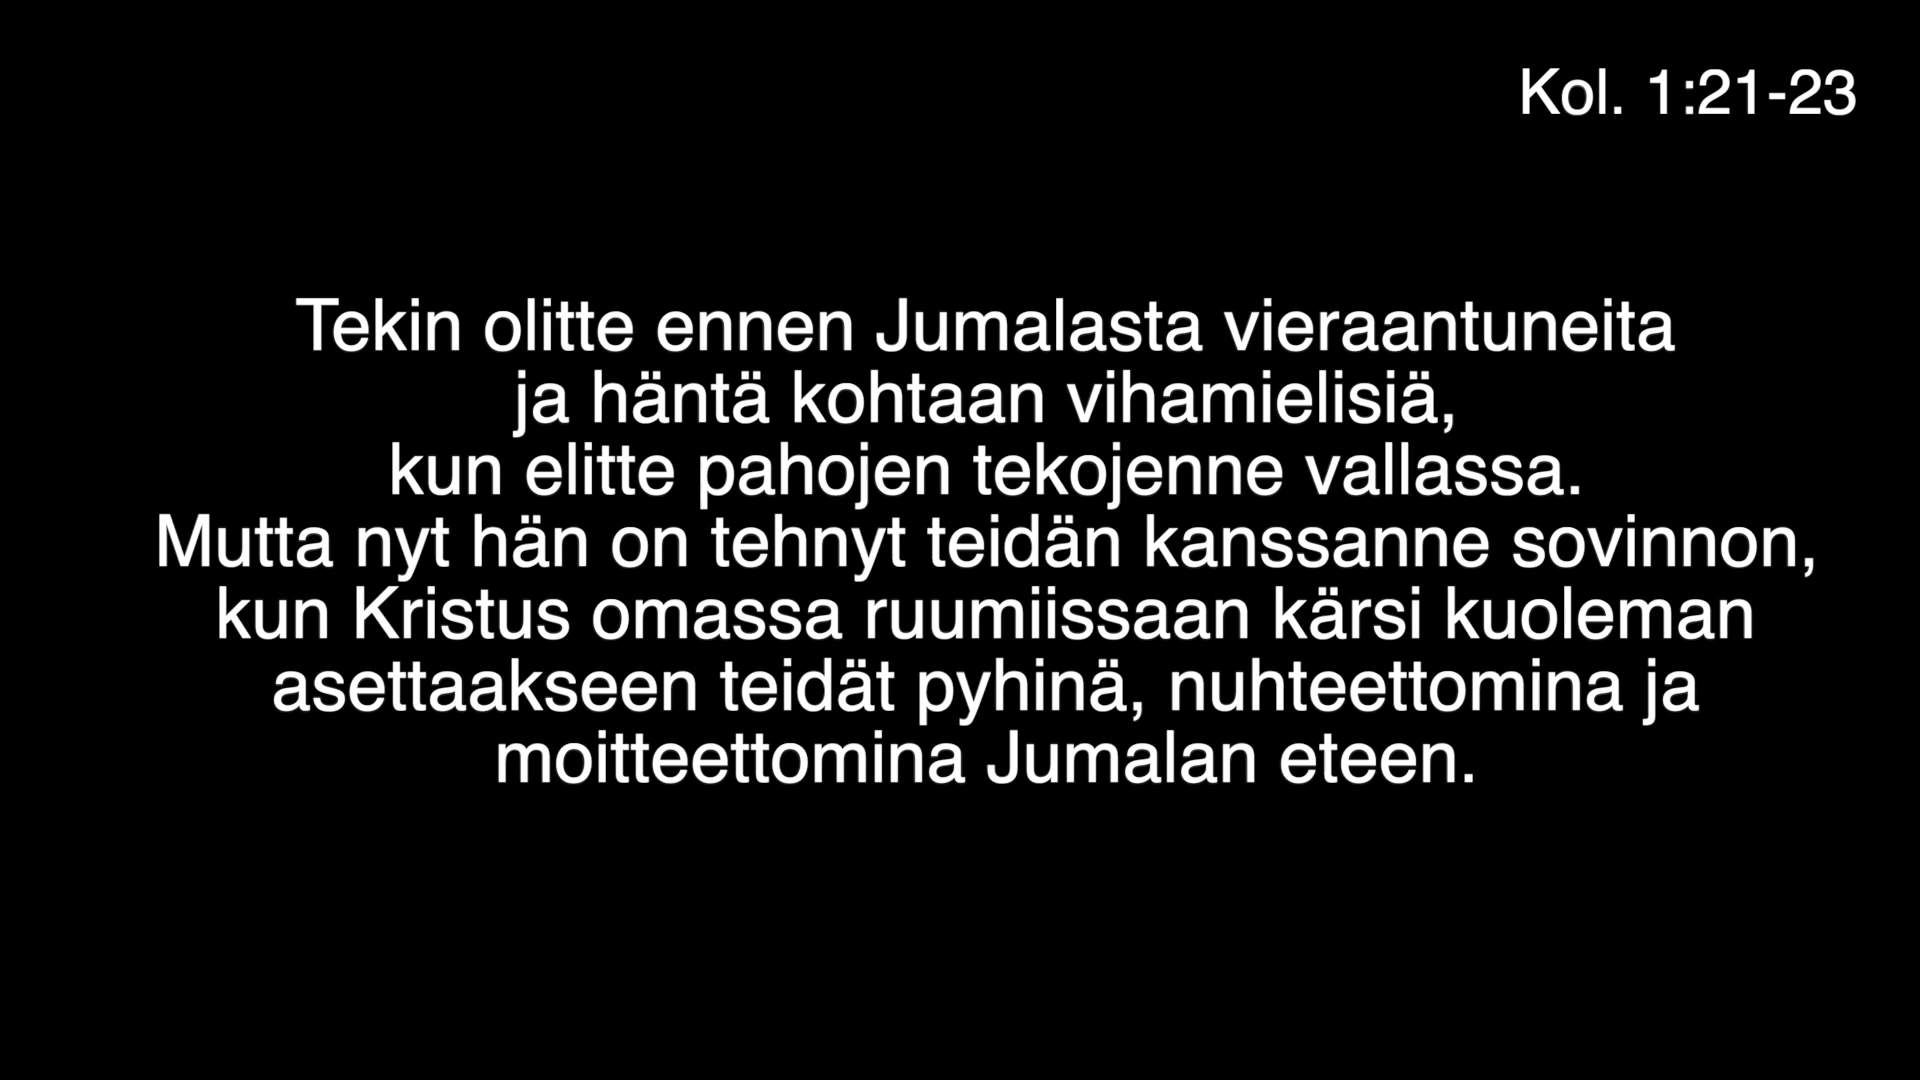 Kol. 1:21-23
Tekin olitte ennen Jumalasta vieraantuneita
ja häntä kohtaan vihamielisiä,
kun elitte pahojen tekojenne vallassa.
Mutta nyt hän on tehnyt teidän kanssanne sovinnon,
kun Kristus omassa ruumiissaan kärsi kuoleman
asettaakseen teidät pyhinä, nuhteettomina ja
moitteettomina Jumalan eteen.